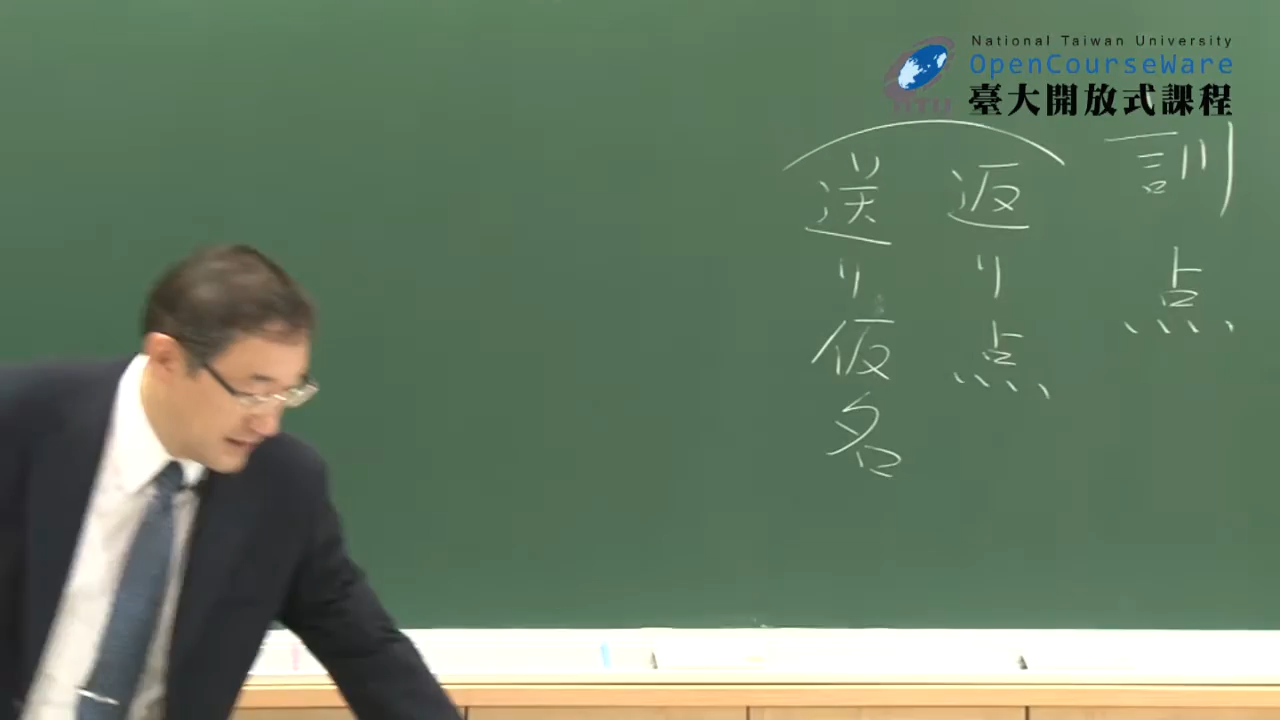 National Taiwan University
OpenCourseWare
臺大開放式課程
訓点
返り点
送り仮名